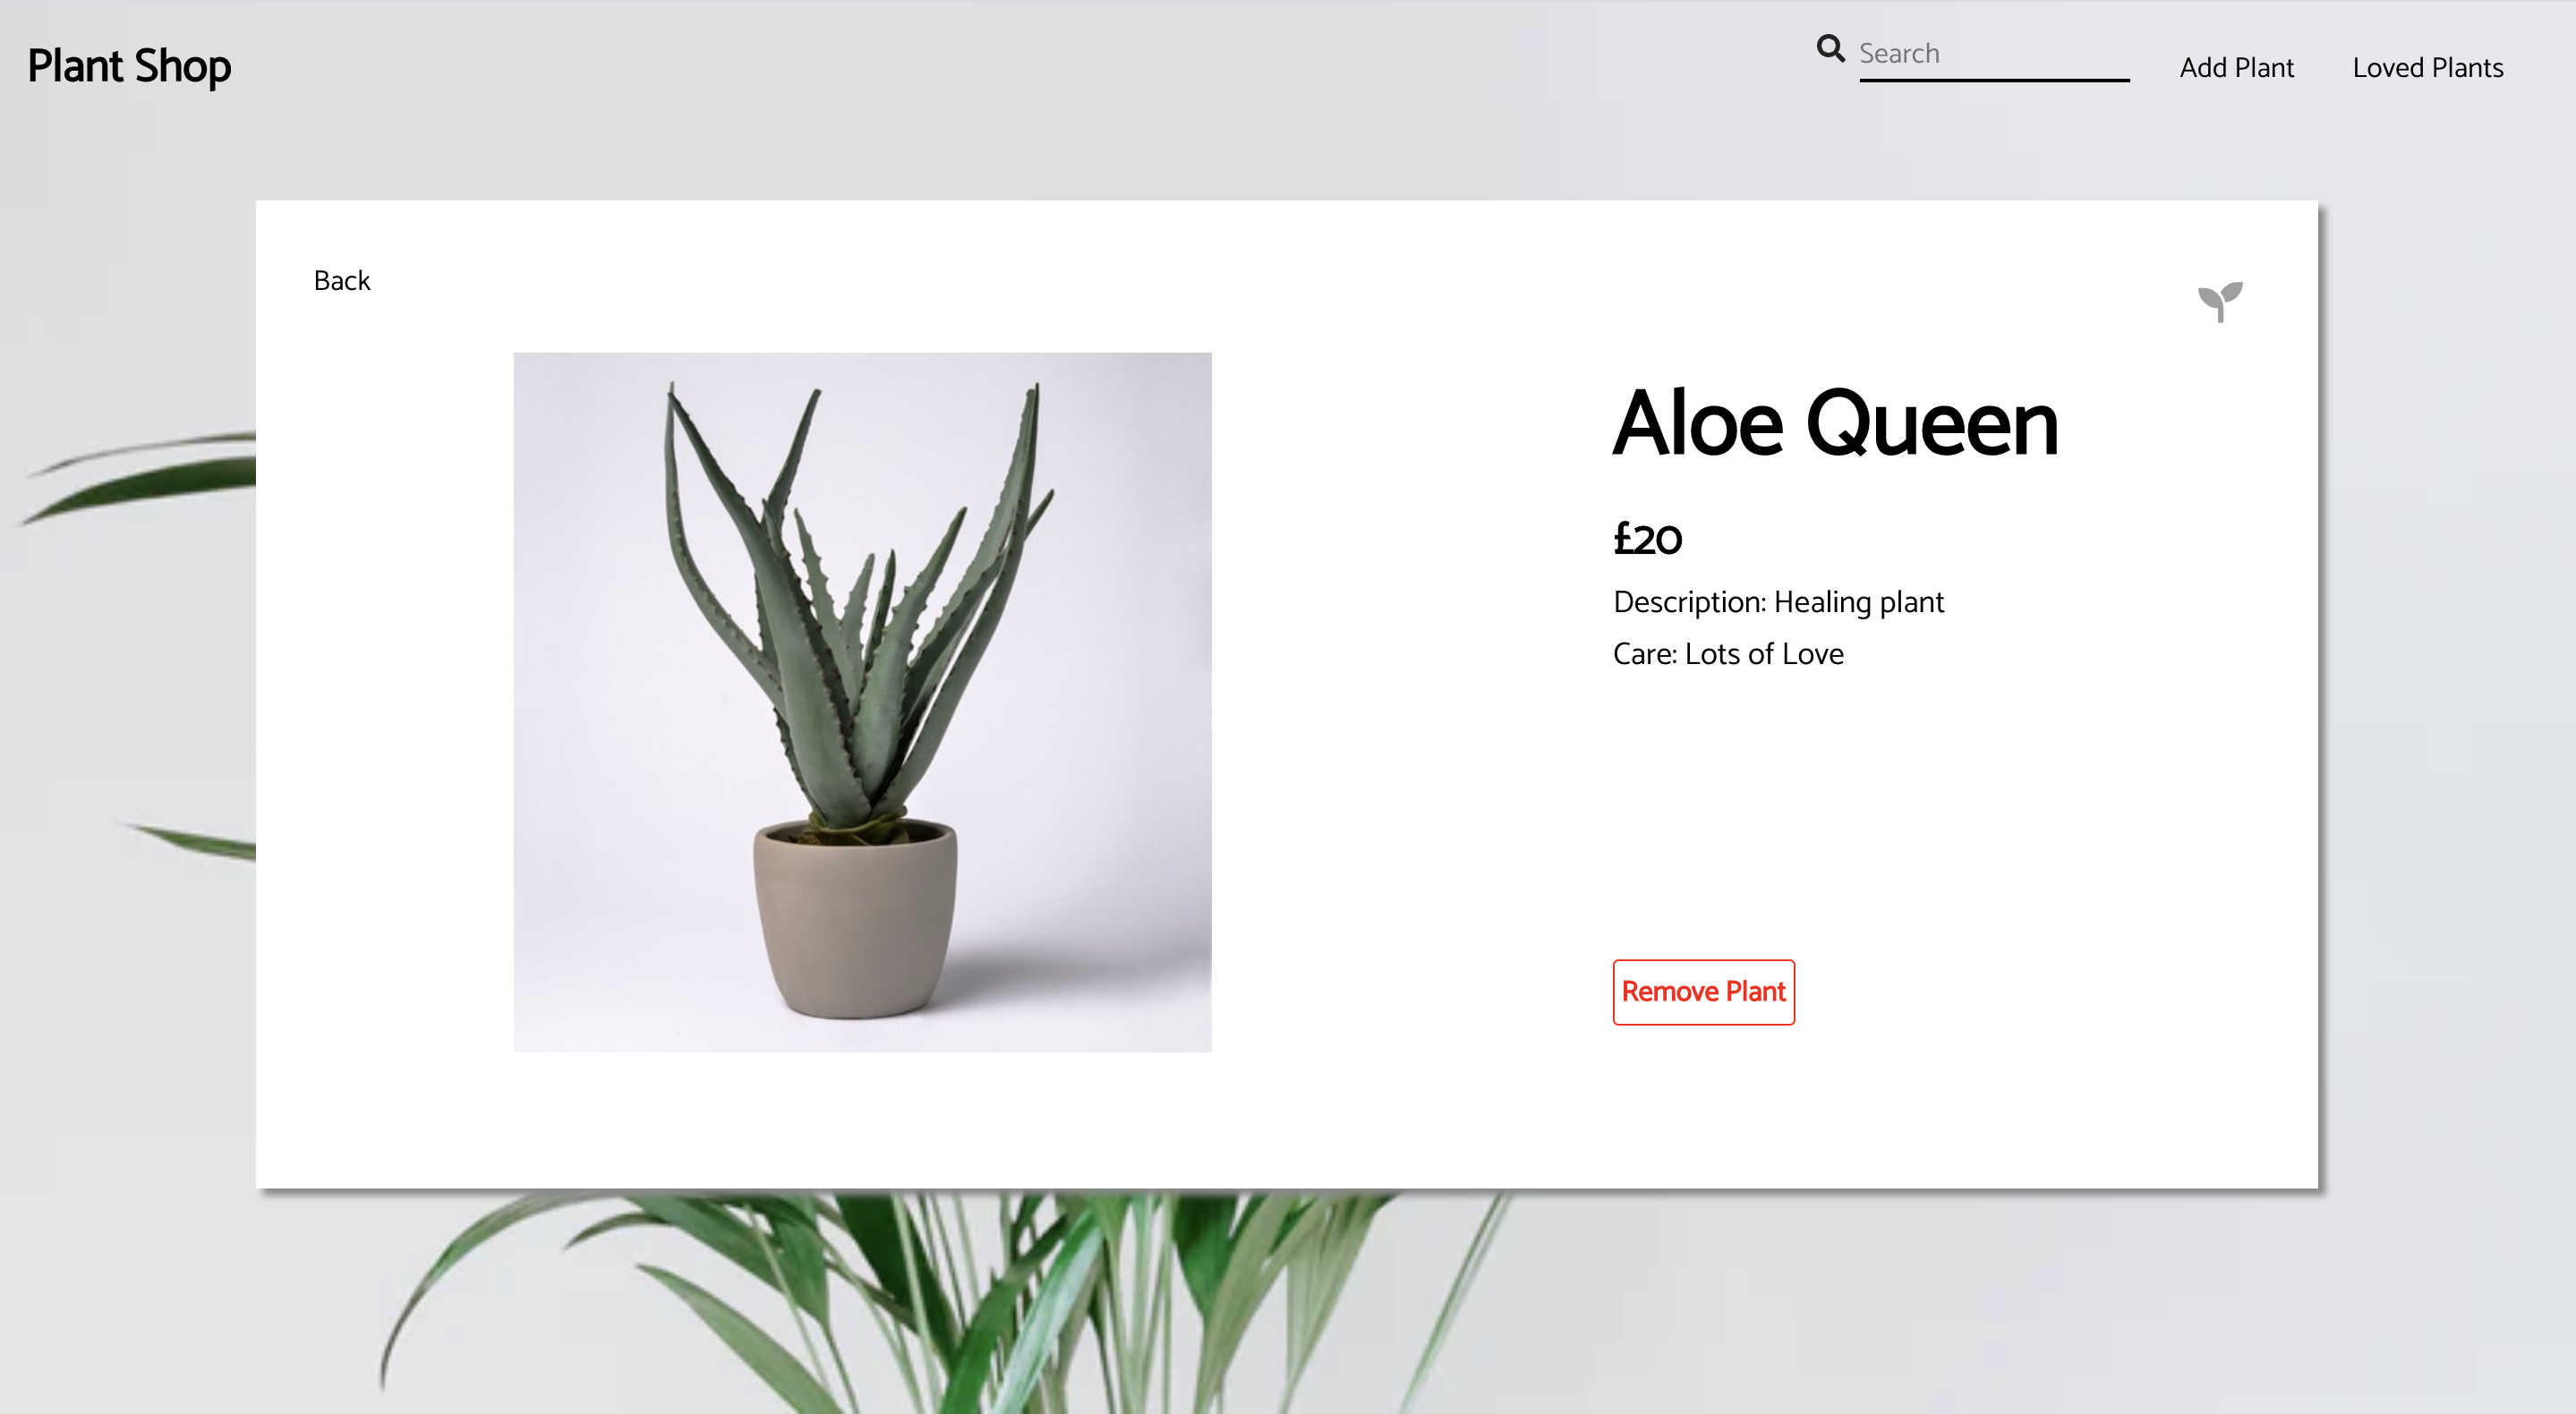 Plant Shop
Search
Add Plant
Loved Plants
Back
Aloe Queen
£20
Description: Healing plant
Care: Lots of Love
Remove Plant